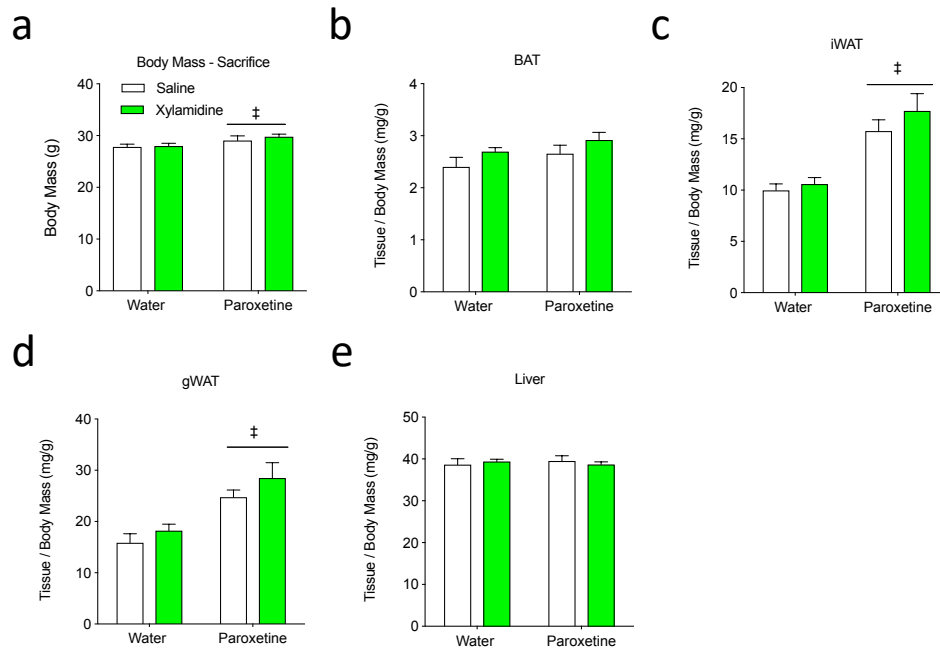 a
Body Mass - Sacrifice
Body Mass (g)
40
30
20
10
0
Saline
Xylamidine
‡
Water
Paroxetine
b
BAT
Tissue / Body Mass (mg/g)
4
3
2
1
0
Water
Paroxetine
c
iWAT
Tissue / Body Mass (mg/g)
20
15
10
5
0
‡
Water
Paroxetine
d
gWAT
Tissue / Body Mass (mg/g)
40
30
20
10
0
‡
Water
Paroxetine
e
Liver
Tissue / Body Mass (mg/g)
50
40
30
20
10
0
Water
Paroxetine